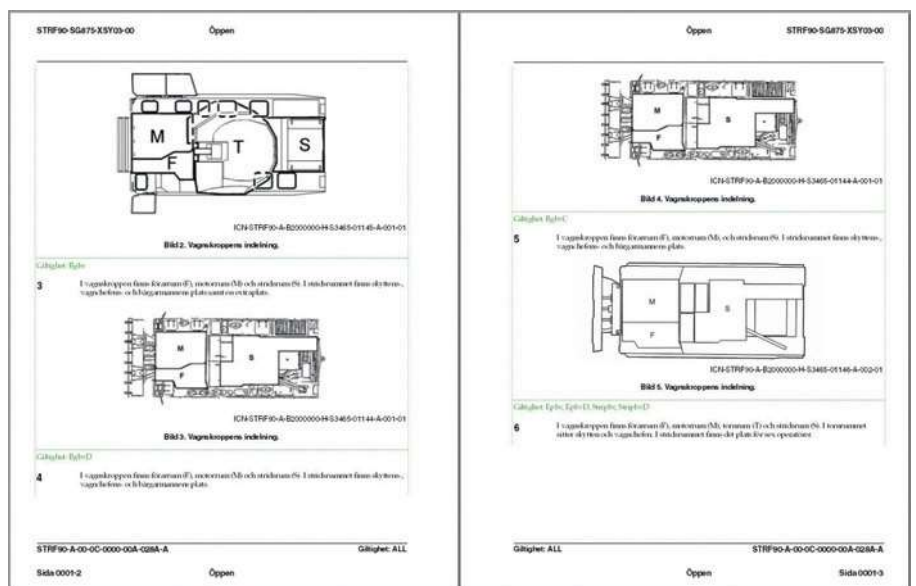 STRF90-SG875-XSY03-00
Öppen
M
F
T
S
ICN-STRF90-A-B2000000-H-S3465-01145-A-001-01
Bild 2. Vagnskroppens indelning.
Giltighet: Bgbv
3 I vagnskroppen finns förarrum (F), motorrum (M) och stridsrum (S). I stridsrummet finns skyttens-,
vagnchefens- och bärgarmannens plats samt en extraplats.
M
F
S
ICN-STRF90-A-B2000000-H-S3465-01144-A-001-01
Bild 3. Vagnskroppens indelning.
Giltighet: Bgbv D
4 I vagnskroppen finns förarrum (F), motorrum (M) och stridsrum (S). I stridsrummet finns skyttens-,
vagnchefens- och bärgarmannens plats.
STRF90-A-00-0C-0000-00A-028A-A
Giltighet: ALL
Sida 0001-2
Öppen
Öppen
STRF90-SG875-XSY03-00
M
F
S
ICN-STRF90-A-B2000000-H-S3465-01144-A-001-01
Bild 4. Vagnskroppens indelning.
Giltighet: Bgbv C
5 I vagnskroppen finns förarrum (F), motorrum (M), och stridsrum (S). I stridsrummet finns skyttens-,
vagnchefens- och bärgarmannens plats.
M
F
S
ICN-STRF90-A-B2000000-H-S3465-01146-A-002-01
Bild 5. Vagnskroppens indelning.
6 I vagnskroppen finns förarrum (F), motorrum (M), tornrum (T) och stridsrum (S). I tornrummet
sitter skytten och vagnchefen. I stridsrummet finns det plats för sex operatörer.
Giltighet: ALL
STRF90-A-00-0C-0000-00A-028A-A
Öppen
Sida 0001-3